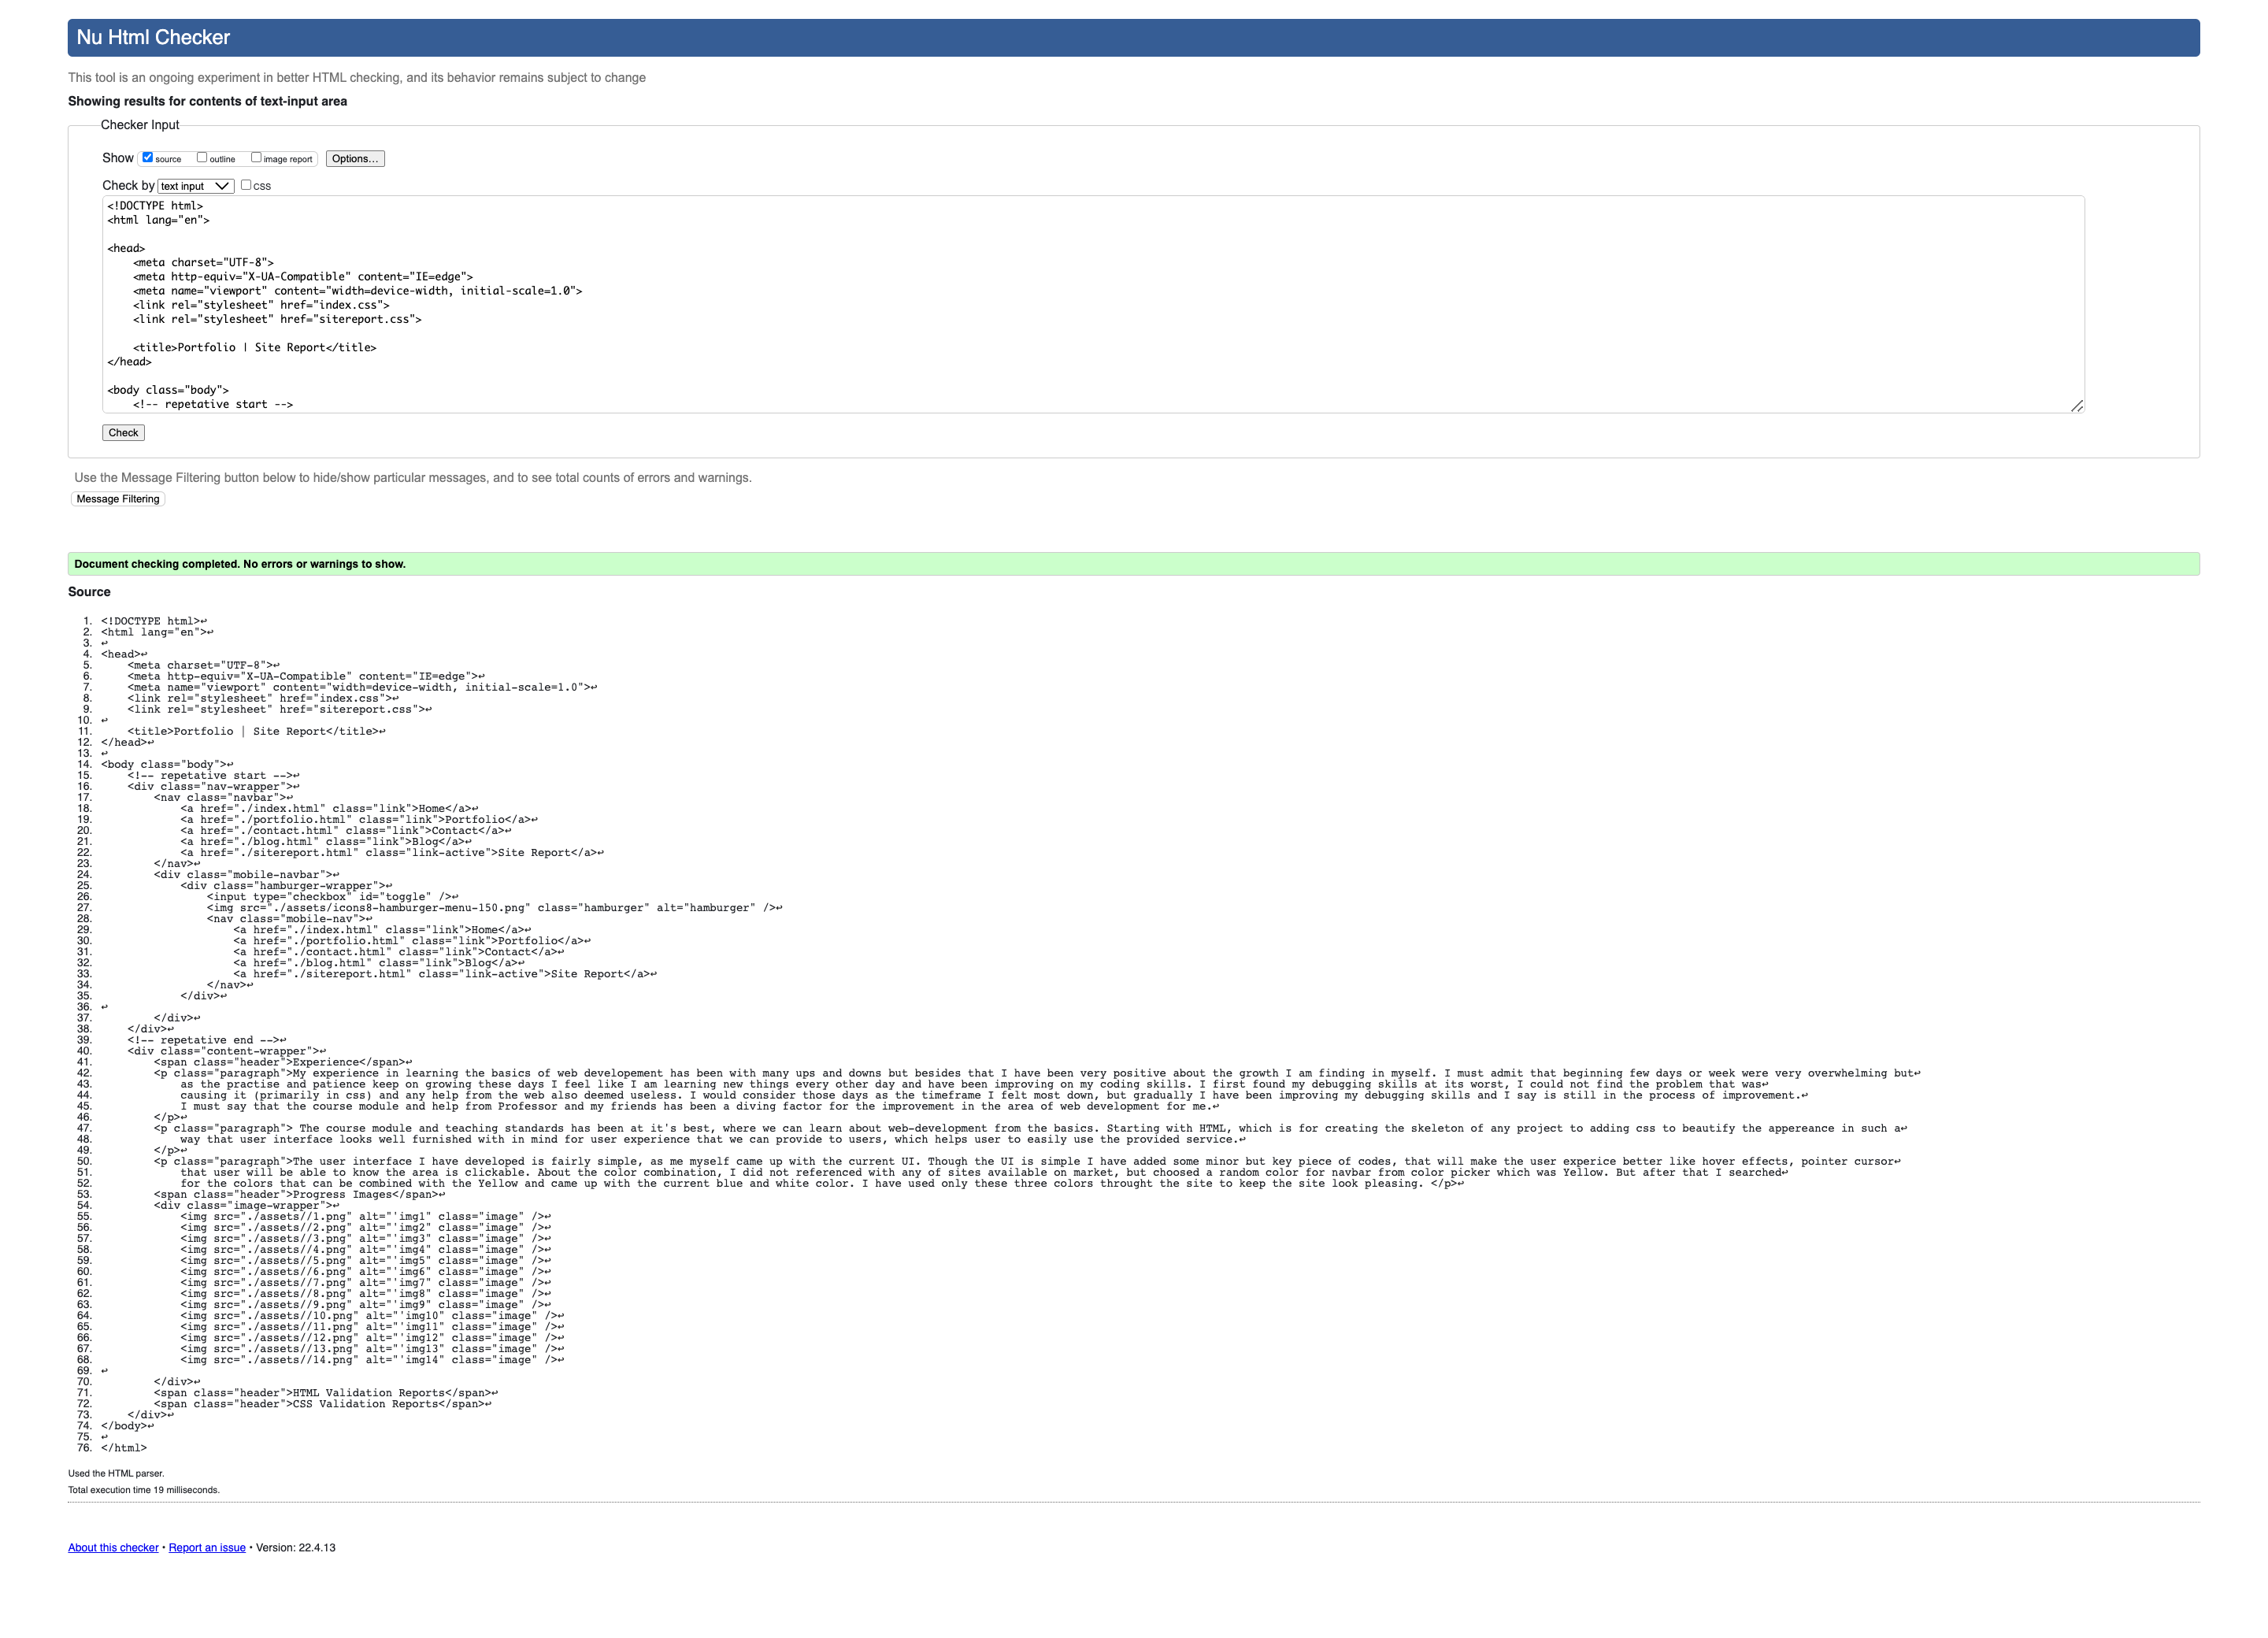 Nu Html Checker
This tool is an ongoing experiment in better HTML checking, and its behavior remains subject to change
Showing results for contents of text-input area
Checker Input
Show source outline image report Options...
Check by text input css
<!DOCTYPE html>
<html lang="en">
<head>
    <meta charset="UTF-8">
    <meta http-equiv="X-UA-Compatible" content="IE=edge">
    <meta name="viewport" content="width=device-width, initial-scale=1.0">
    <link rel="stylesheet" href="index.css">
    <link rel="stylesheet" href="sitereport.css">
    <title>Portfolio | Site Report</title>
</head>
<body class="body">
    <!-- repetative start -->
Check
Use the Message Filtering button below to hide/show particular messages, and to see total counts of errors and warnings.
Message Filtering
Document checking completed. No errors or warnings to show.
Source
1. <!DOCTYPE html>↩
2. <html lang="en">↩
3. ↩
4. <head>↩
5.     <meta charset="UTF-8">↩
6.     <meta http-equiv="X-UA-Compatible" content="IE=edge">↩
7.     <meta name="viewport" content="width=device-width, initial-scale=1.0">↩
8.     <link rel="stylesheet" href="index.css">↩
9.     <link rel="stylesheet" href="sitereport.css">↩
10. ↩
11.     <title>Portfolio | Site Report</title>↩
12. </head>↩
13. ↩
14. <body class="body">↩
15.     <!-- repetative start -->↩
16.     <div class="nav-wrapper">↩
17.         <nav class="navbar">↩
18.             <a href="./index.html" class="link">Home</a>↩
19.             <a href="./portfolio.html" class="link">Portfolio</a>↩
20.             <a href="./contact.html" class="link">Contact</a>↩
21.             <a href="./blog.html" class="link">Blog</a>↩
22.             <a href="./sitereport.html" class="link-active">Site Report</a>↩
23.         </nav>↩
24.         <div class="mobile-navbar">↩
25.             <div class="hamburger-wrapper">↩
26.                 <input type="checkbox" id="toggle" />↩
27.                 <img src="./assets/icons8-hamburger-menu-150.png" class="hamburger" alt="hamburger" />↩
28.                 <nav class="mobile-nav">↩
29.                     <a href="./index.html" class="link">Home</a>↩
30.                     <a href="./portfolio.html" class="link">Portfolio</a>↩
31.                     <a href="./contact.html" class="link">Contact</a>↩
32.                     <a href="./blog.html" class="link">Blog</a>↩
33.                     <a href="./sitereport.html" class="link-active">Site Report</a>↩
34.                 </nav>↩
35.             </div>↩
36. ↩
37.         </div>↩
38.     </div>↩
39.     <!-- repetative end -->↩
40.     <div class="content-wrapper">↩
41.         <span class="header">Experience</span>↩
42.         <p class="paragraph">My experience in learning the basics of web developement has been with many ups and downs but besides that I have been very positive about the growth I am finding in myself. I must admit that beginning few days or week were very overwhelming but↩
43.             as the practise and patience keep on growing these days I feel like I am learning new things every other day and have been improving on my coding skills. I first found my debugging skills at its worst, I could not find the problem that was↩
44.             causing it (primarily in css) and any help from the web also deemed useless. I would consider those days as the timeframe I felt most down, but gradually I have been improving my debugging skills and I say is still in the process of improvement.↩
45.             I must say that the course module and help from Professor and my friends has been a diving factor for the improvement in the area of web development for me.↩
46.         </p>↩
47.         <p class="paragraph"> The course module and teaching standards has been at it's best, where we can learn about web-development from the basics. Starting with HTML, which is for creating the skeleton of any project to adding css to beautify the appereance in such a↩
48.             way that user interface looks well furnished with in mind for user experience that we can provide to users, which helps user to easily use the provided service.↩
49.         </p>↩
50.         <p class="paragraph">The user interface I have developed is fairly simple, as me myself came up with the current UI. Though the UI is simple I have added some minor but key piece of codes, that will make the user experice better like hover effects, pointer cursor↩
51.             that user will be able to know the area is clickable. About the color combination, I did not referenced with any of sites available on market, but choosed a random color for navbar from color picker which was Yellow. But after that I searched↩
52.             for the colors that can be combined with the Yellow and came up with the current blue and white color. I have used only these three colors throught the site to keep the site look pleasing. </p>↩
53.         <span class="header">Progress Images</span>↩
54.         <div class="image-wrapper">↩
55.             <img src="./assets//1.png" alt="'img1" class="image" />↩
56.             <img src="./assets//2.png" alt="'img2" class="image" />↩
57.             <img src="./assets//3.png" alt="'img3" class="image" />↩
58.             <img src="./assets//4.png" alt="'img4" class="image" />↩
59.             <img src="./assets//5.png" alt="'img5" class="image" />↩
60.             <img src="./assets//6.png" alt="'img6" class="image" />↩
61.             <img src="./assets//7.png" alt="'img7" class="image" />↩
62.             <img src="./assets//8.png" alt="'img8" class="image" />↩
63.             <img src="./assets//9.png" alt="'img9" class="image" />↩
64.             <img src="./assets//10.png" alt="'img10" class="image" />↩
65.             <img src="./assets//11.png" alt="'img11" class="image" />↩
66.             <img src="./assets//12.png" alt="'img12" class="image" />↩
67.             <img src="./assets//13.png" alt="'img13" class="image" />↩
68.             <img src="./assets//14.png" alt="'img14" class="image" />↩
69. ↩
70.         </div>↩
71.         <span class="header">HTML Validation Reports</span>↩
72.         <span class="header">CSS Validation Reports</span>↩
73.     </div>↩
74. </body>↩
75. ↩
76. </html>
Used the HTML parser.
Total execution time 19 milliseconds.
About this checker • Report an issue • Version: 22.4.13